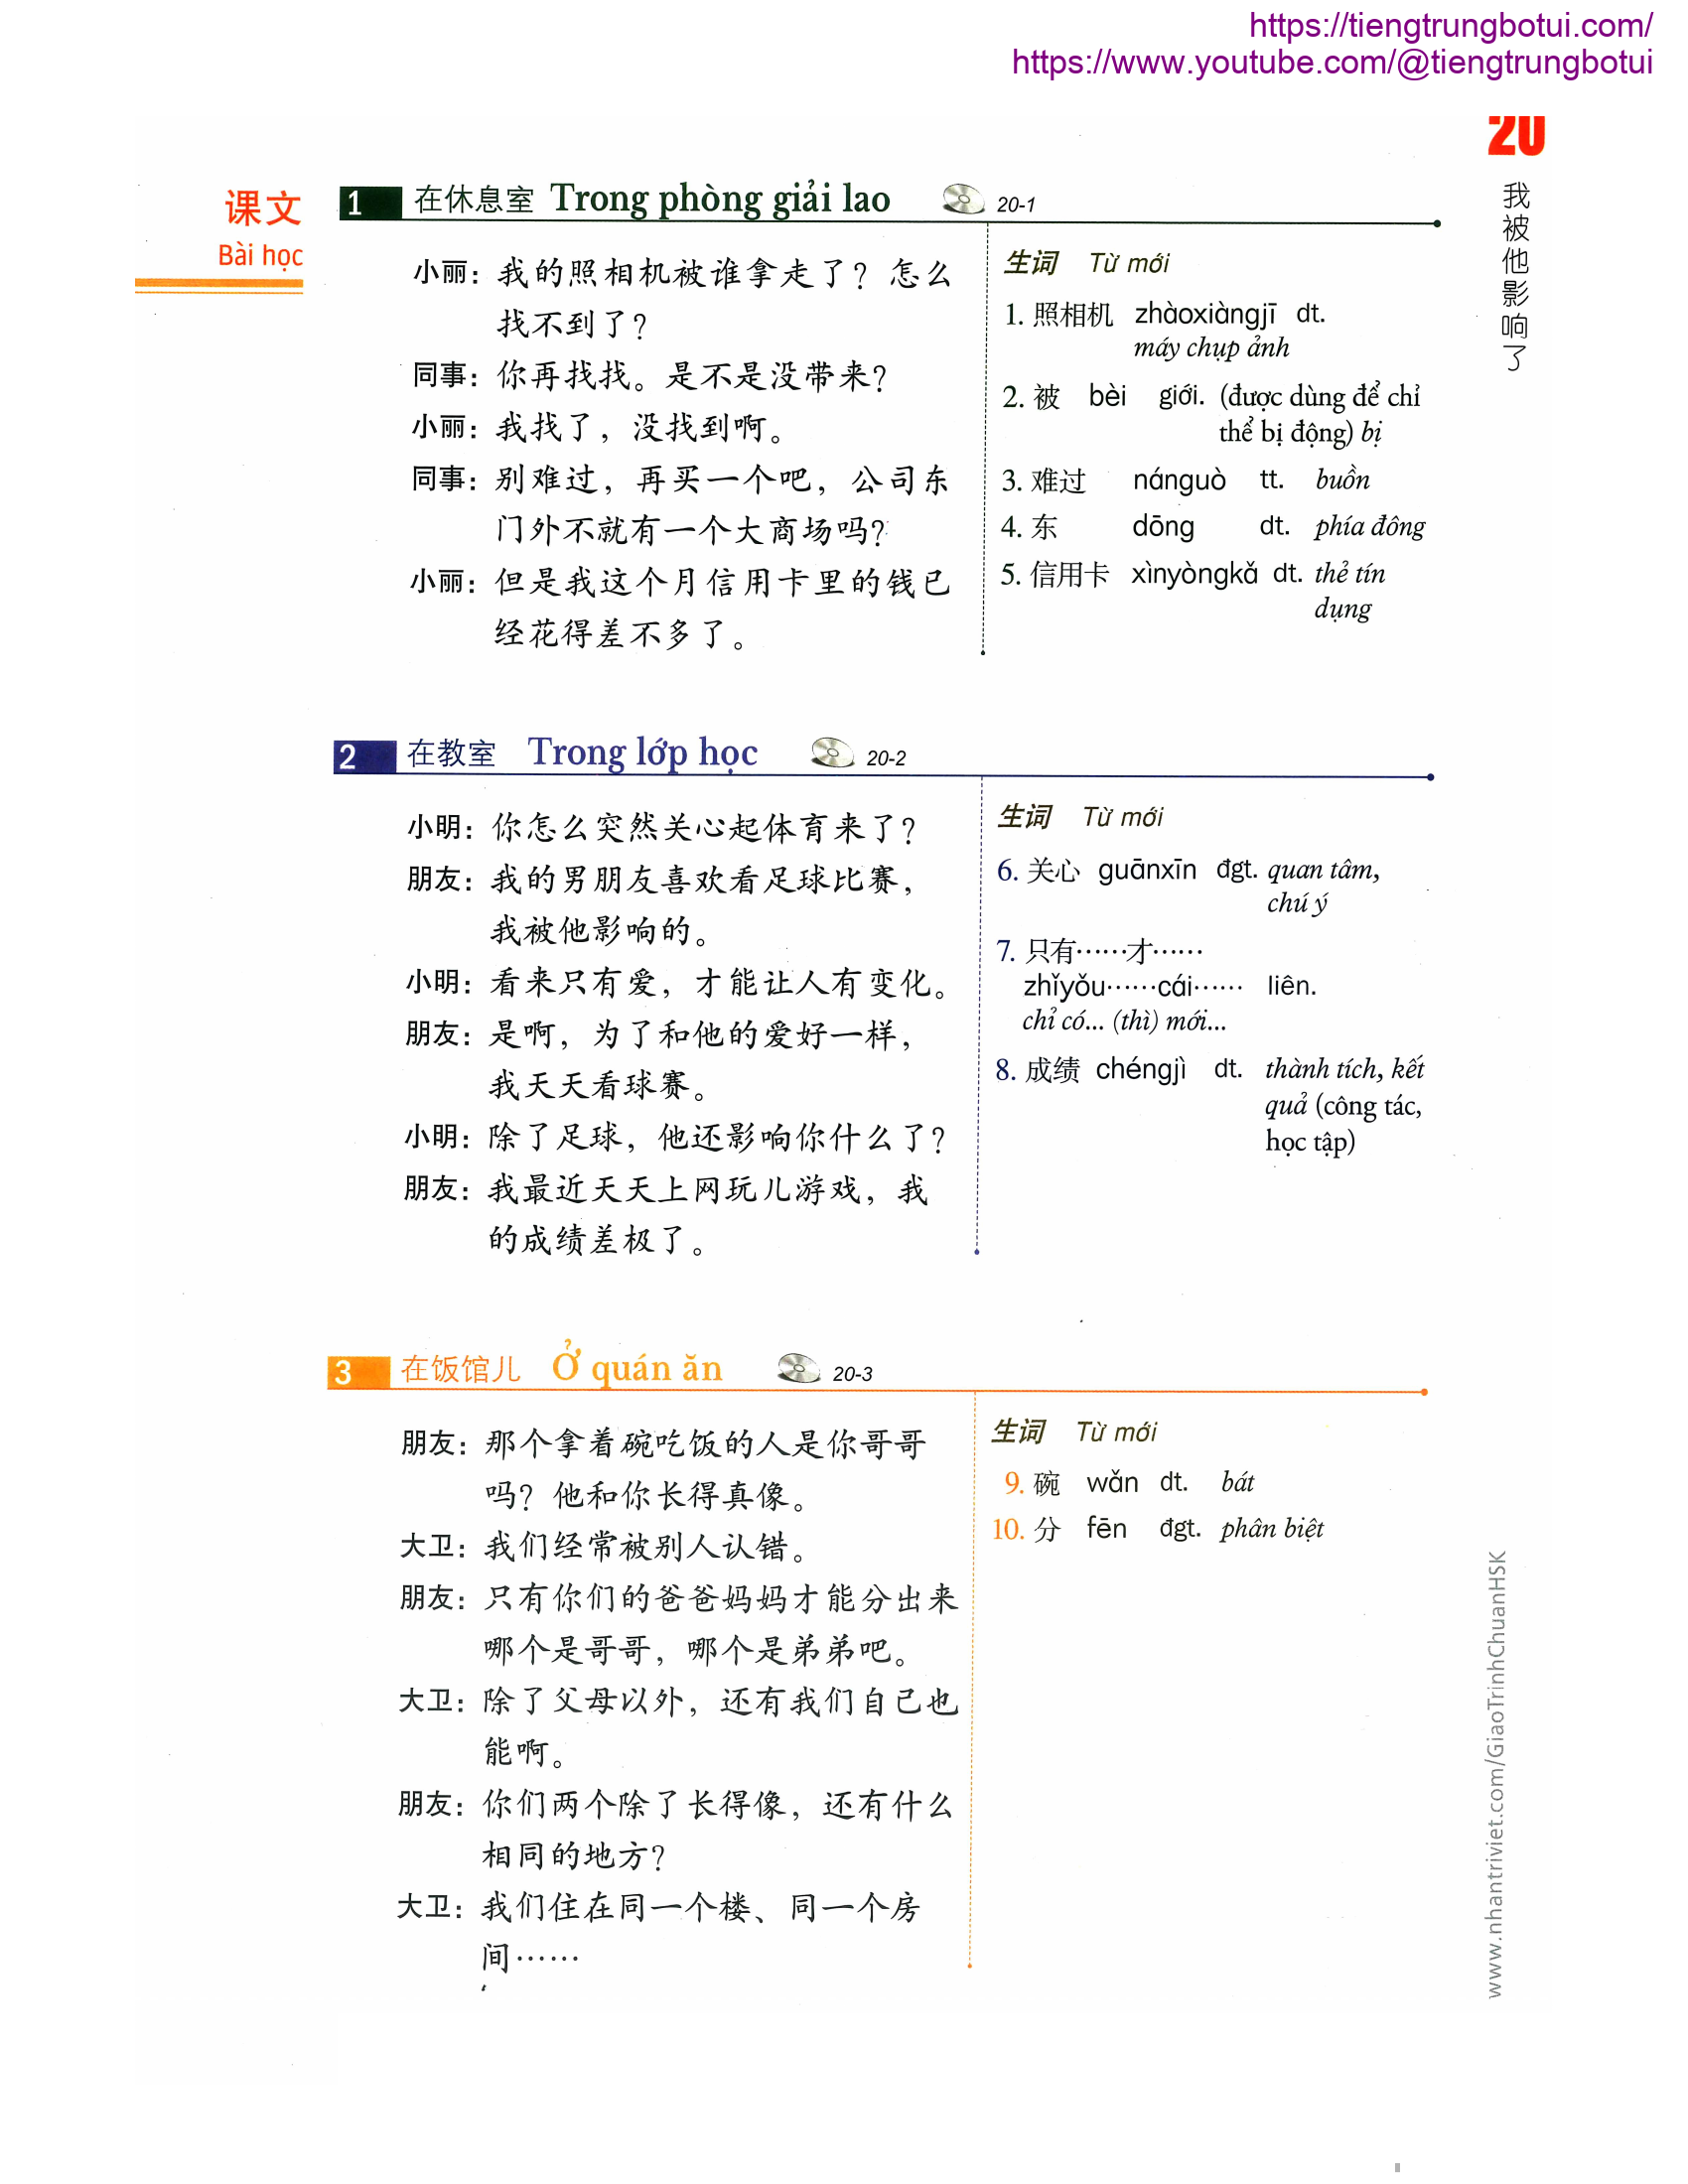 https://tiengtrungbotui.com/
https://www.youtube.com/@tiengtrungbotui
20
我被他影响了
课文
Bài học
1 在休息室 Trong phòng giải lao 20-1
小丽：我的照相机被谁拿走了？怎么
找不到了？
同事：你再找找。是不是没带来？
小丽：我找了，没找到啊。
同事：别难过，再买一个吧，公司东
门外不就有一个大商场吗？
小丽：但是我这个月信用卡里的钱已
经花得差不多了。
生词 Từ mới
1. 照相机 zhàoxiàngjī dt.
máy chụp ảnh
2. 被 bèi giới. (được dùng để chỉ
thể bị động) bị
3. 难过 nánguò tt. buồn
4. 东 dōng dt. phía đông
5. 信用卡 xìnyòngkǎ dt. thẻ tín
dụng
2 在教室 Trong lớp học 20-2
小明：你怎么突然关心起体育来了？
朋友：我的男朋友喜欢看足球比赛，
我被他影响的。
小明：看来只有爱，才能让人有变化。
朋友：是啊，为了和他的爱好一样，
我天天看球赛。
小明：除了足球，他还影响你什么了？
朋友：我最近天天上网玩儿游戏，我
的成绩差极了。
生词 Từ mới
6. 关心 guānxīn đgt. quan tâm,
chú ý
7. 只有……才……
zhǐyǒu……cái…… liên.
chỉ có... (thì) mới...
8. 成绩 chéngjì dt. thành tích, kết
quả (công tác,
học tập)
3 在饭馆儿 Ở quán ăn 20-3
朋友：那个拿着碗吃饭的人是你哥哥
吗？他和你长得真像。
大卫：我们经常被别人认错。
朋友：只有你们的爸爸妈妈才能分出来
哪个是哥哥，哪个是弟弟吧。
大卫：除了父母以外，还有我们自己也
能啊。
朋友：你们两个除了长得像，还有什么
相同的地方？
大卫：我们住在同一个楼、同一个房
间……
生词 Từ mới
9. 碗 wǎn dt. bát
10. 分 fēn đgt. phân biệt
www.nhantriviet.com/GiaoTrinhChuanHSK